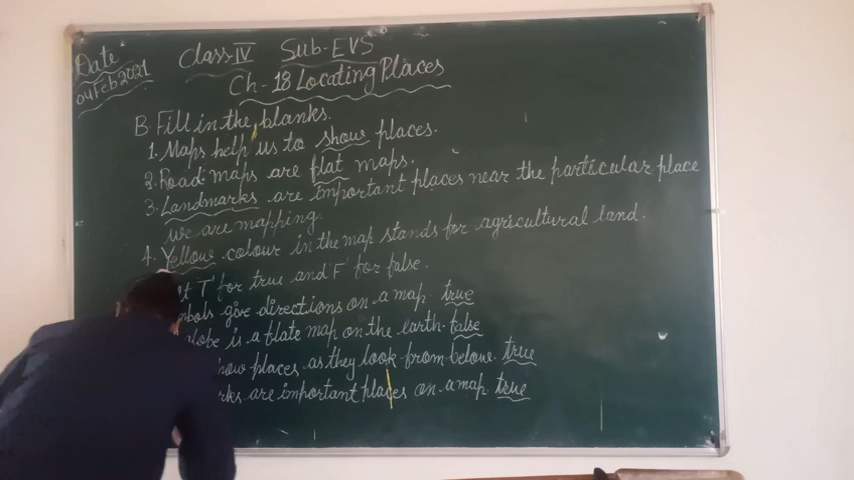 Date
04 Feb 2021
Class-IV Sub-EVS
Ch-18 Locating Places
B. Fill in the blanks.
1. Maps help us to show places.
2. Road maps are flat maps.
3. Landmarks are important places near the particular place
we are mapping.
4. Yellow colour in the map stands for agricultural land.
T for true and 'F' for false.
mbols give directions on a map. true
lobe is a flate map on the earth. false
how places as they look from belowe. true
rks are important places on a map. true